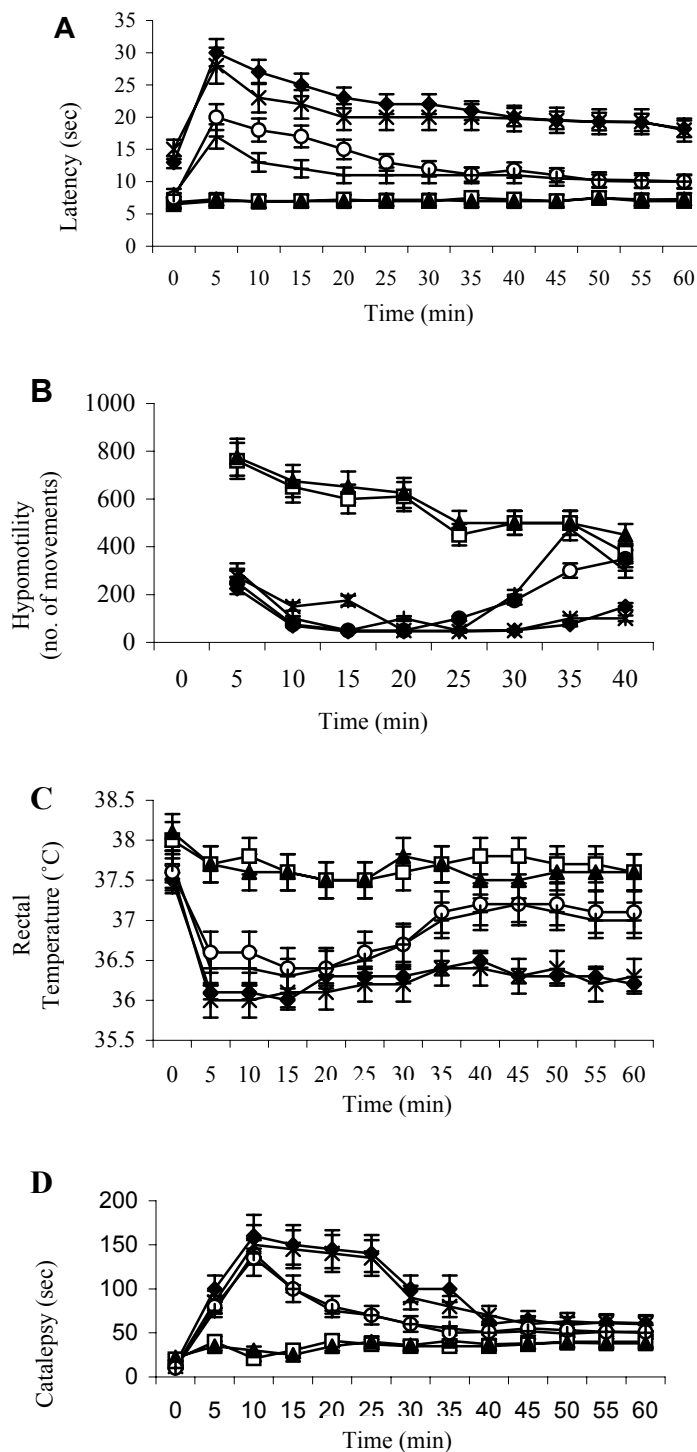 A
35
30
25
20
15
10
5
0
Latency (sec)
0 5 10 15 20 25 30 35 40 45 50 55 60
Time (min)
B
1000
800
600
400
200
0
Hypomotility
(no. of movements)
0 5 10 15 20 25 30 35 40
Time (min)
C
38.5
38
37.5
37
36.5
36
35.5
Rectal
Temperature (°C)
0 5 10 15 20 25 30 35 40 45 50 55 60
Time (min)
D
200
150
100
50
0
Catalepsy (sec)
0 5 10 15 20 25 30 35 40 45 50 55 60
Time (min)